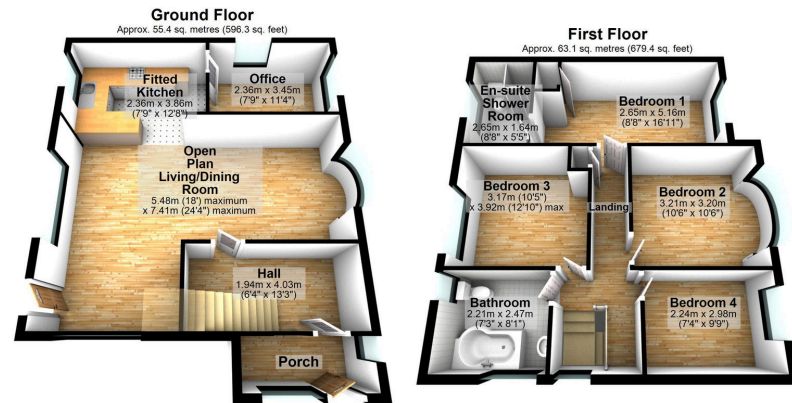 Ground Floor
Approx. 55.4 sq. metres (596.3 sq. feet)
Fitted
Kitchen
2.36m x 3.86m
(7'9" x 12'8")
Office
2.36m x 3.45m
(7'9" x 11'4")
Open
Plan
Living/Dining
Room
5.48m (18') maximum
x 7.41m (24'4") maximum
Hall
1.94m x 4.03m
(6'4" x 13'3")
Porch
First Floor
Approx. 63.1 sq. metres (679.4 sq. feet)
En-suite
Shower
Room
2.65m x 1.64m
(8'8" x 5'5")
Bedroom 1
2.65m x 5.16m
(8'8" x 16'11")
Bedroom 3
3.17m (10'5")
x 3.92m (12'10") max
Landing
Bedroom 2
3.21m x 3.20m
(10'6" x 10'6")
Bathroom
2.21m x 2.47m
(7'3" x 8'1")
Bedroom 4
2.24m x 2.98m
(7'4" x 9'9")